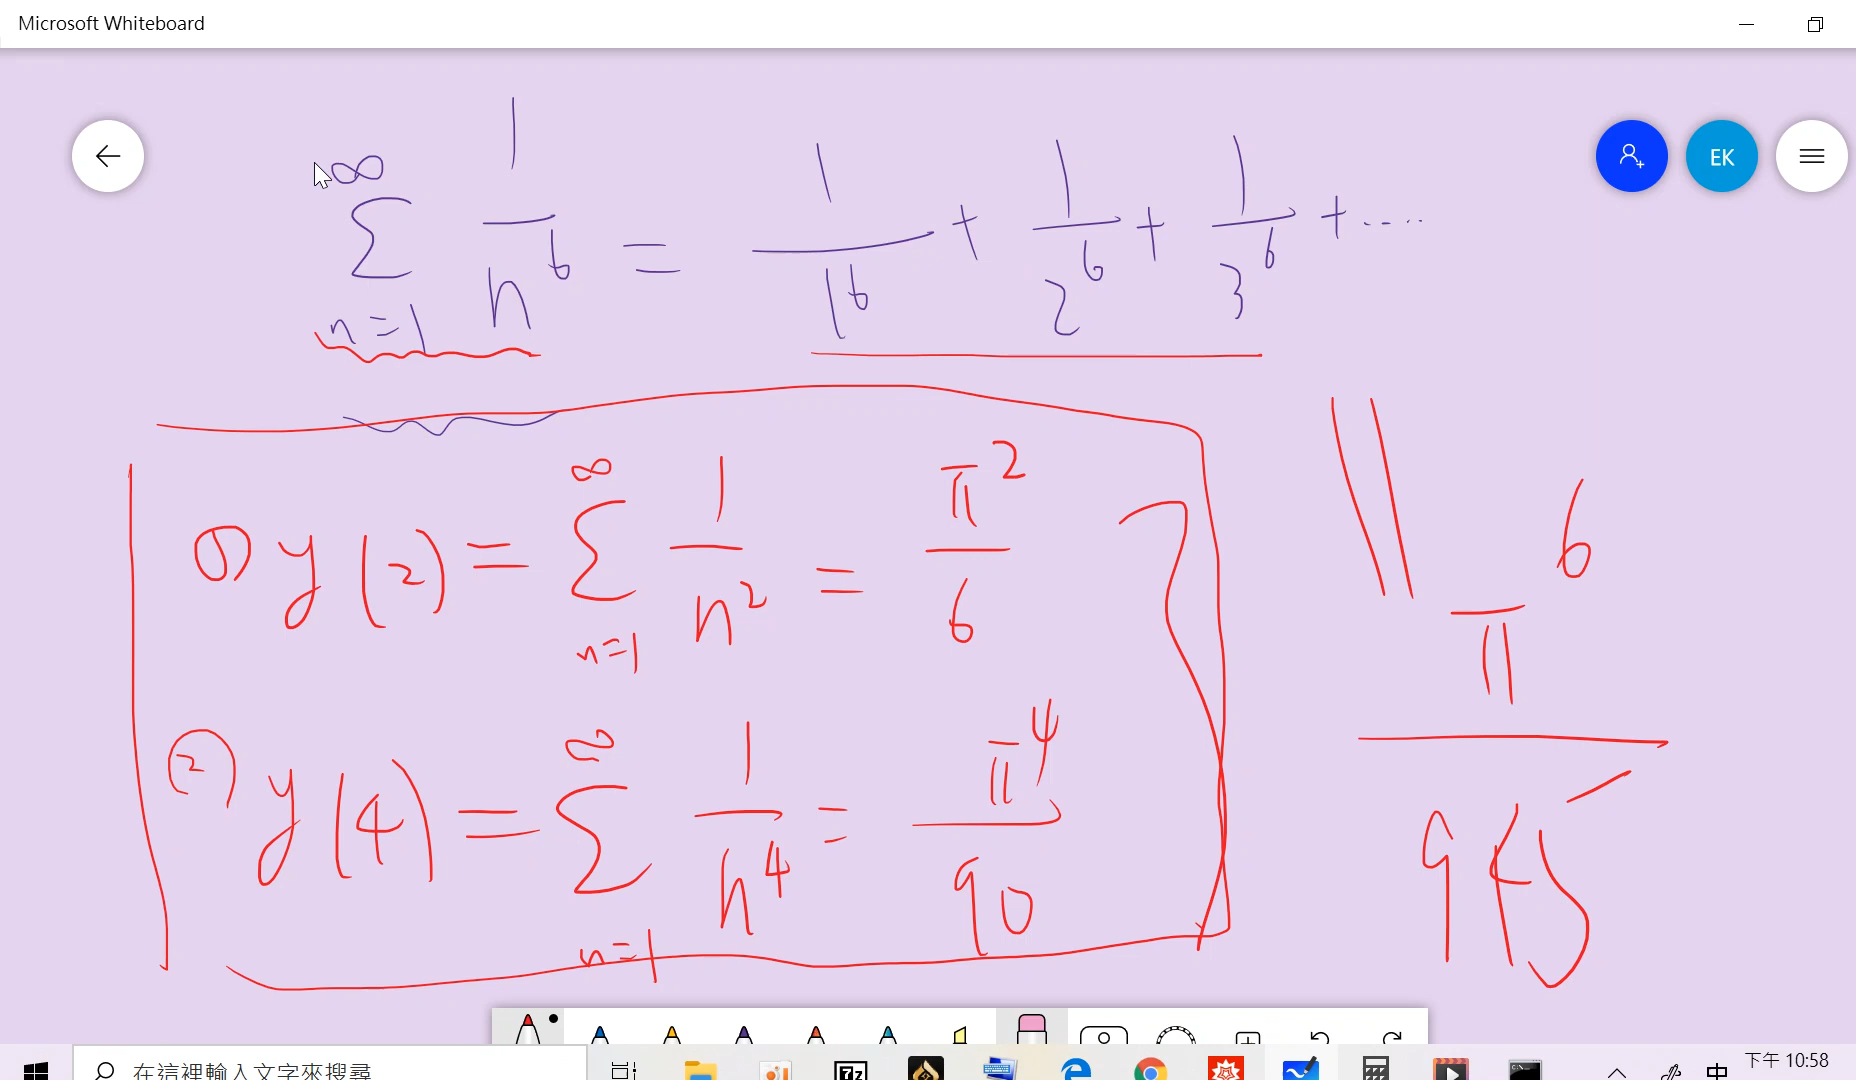 Microsoft Whiteboard
EK
∞ ∑ n=1 1/n^6 = 1/1^6 + 1/2^6 + 1/3^6 + ....
(1) y(2) = ∞ ∑ n=1 1/n^2 = π^2/6
|| π^6/945
(2) y(4) = ∞ ∑ n=1 1/n^4 = π^4/90
在這裡輸入文字來搜尋
7z
中
下午 10:58